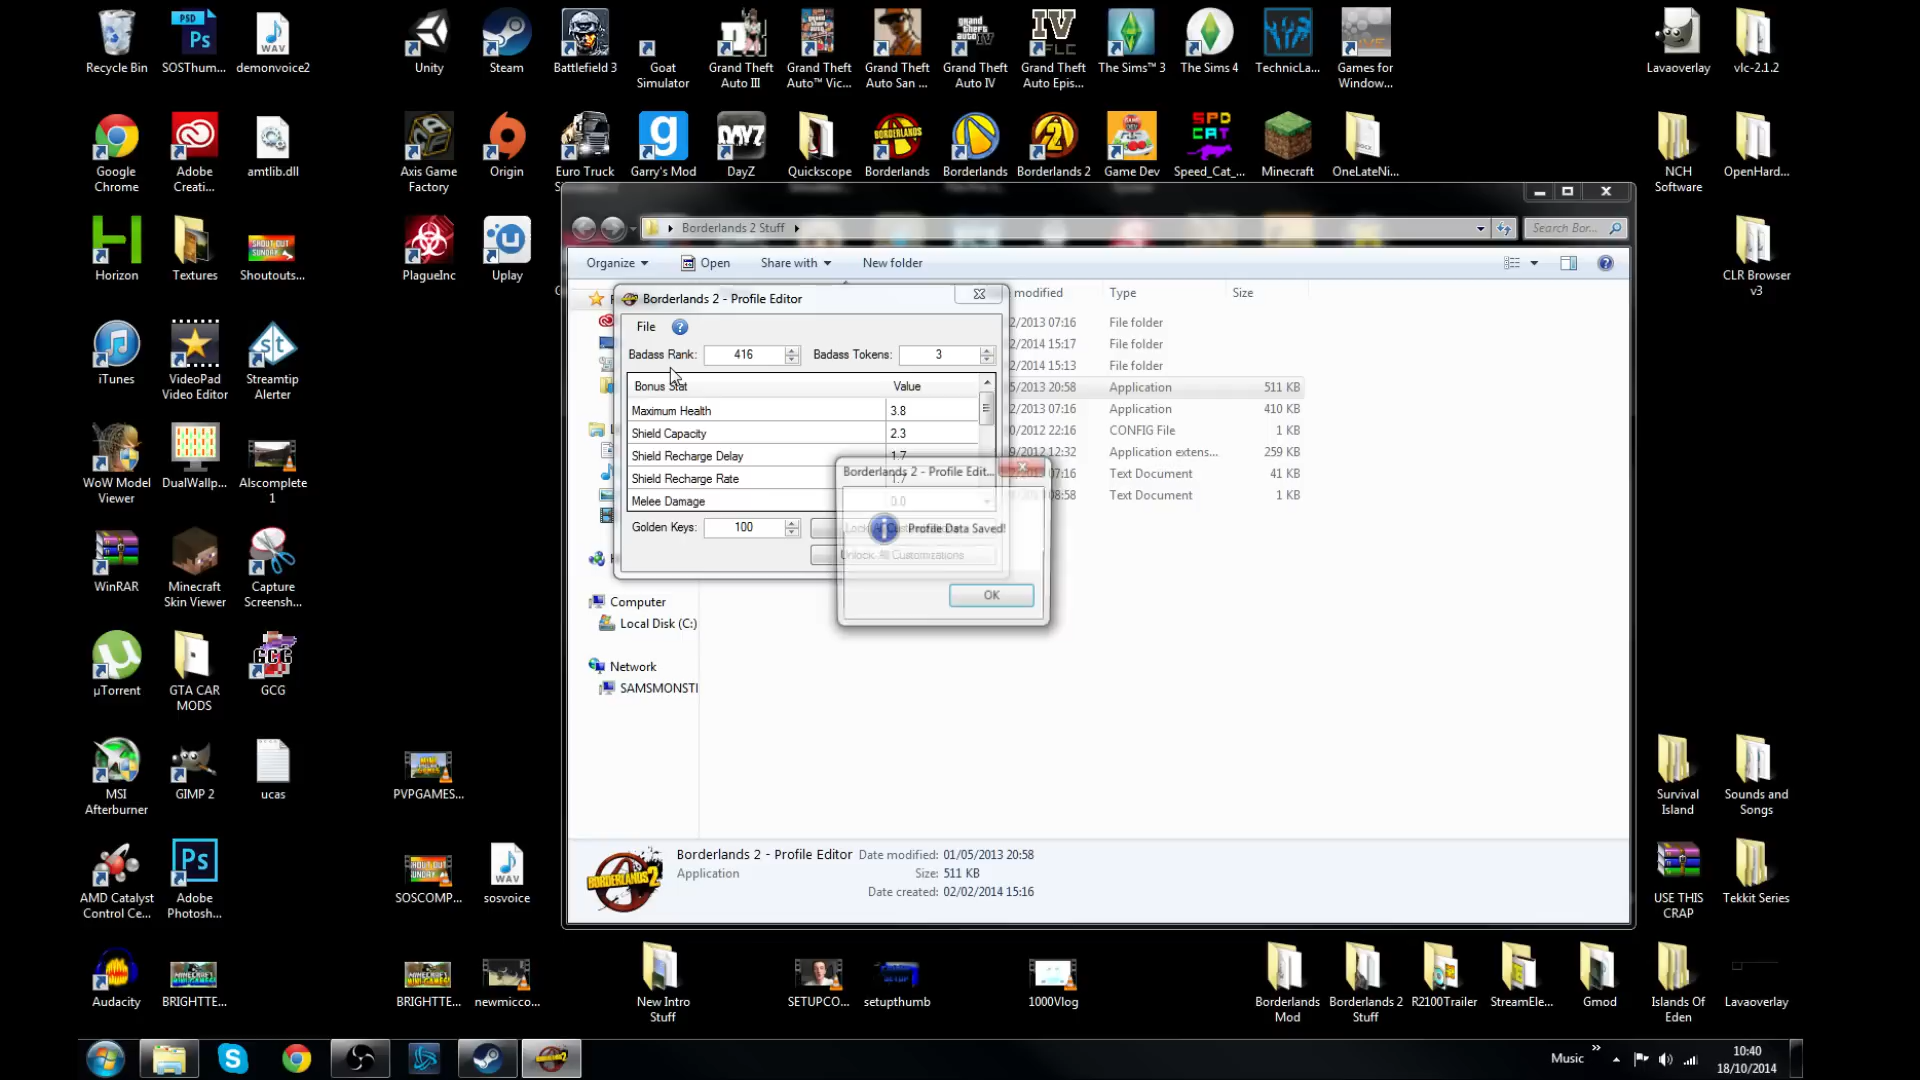 Recycle Bin
SOSThum...
demonvoice2
Unity
Steam
Battlefield 3
Goat Simulator
Grand Theft Auto III
Grand Theft Auto™ Vic...
Grand Theft Auto San ...
Grand Theft Auto IV
Grand Theft Auto Epis...
The Sims™ 3
The Sims 4
TechnicLa...
Games for Window...
Lavaoverlay
vlc-2.1.2
Google Chrome
Adobe Creati...
amtlib.dll
Axis Game Factory
Origin
Euro Truck
Garry's Mod
DayZ
Quickscope
Borderlands
Borderlands
Borderlands 2
Game Dev
Speed_Cat_...
Minecraft
OneLateNi...
NCH Software
OpenHard...
Horizon
Textures
Shoutouts...
PlagueInc
Uplay
CLR Browser v3
iTunes
VideoPad Video Editor
Streamtip Alerter
WoW Model Viewer
DualWallp...
AIscomplete 1
WinRAR
Minecraft Skin Viewer
Capture Screensh...
µTorrent
GTA CAR MODS
GCG
MSI Afterburner
GIMP 2
ucas
PVPGAMES...
Survival Island
Sounds and Songs
AMD Catalyst Control Ce...
Adobe Photosh...
SOSCOMP...
sosvoice
USE THIS CRAP
Tekkit Series
Audacity
BRIGHTTE...
BRIGHTTE...
newmicco...
New Intro Stuff
SETUPCO...
setupthumb
1000Vlog
Borderlands Mod
Borderlands 2 Stuff
R2100Trailer
StreamEle...
Gmod
Islands Of Eden
Lavaoverlay
Borderlands 2 Stuff
Search Bor...
Organize
Open
Share with
New folder
modified
Type
Size
2/2013 07:16 File folder
2/2014 15:17 File folder
2/2014 15:13 File folder
5/2013 20:58 Application 511 KB
2/2013 07:16 Application 410 KB
0/2012 22:16 CONFIG File 1 KB
9/2012 12:32 Application extens... 259 KB
07:16 Text Document 41 KB
08:58 Text Document 1 KB
Borderlands 2 - Profile Editor
File
Badass Rank: 416 Badass Tokens: 3
Bonus Stat Value
Maximum Health 3.8
Shield Capacity 2.3
Shield Recharge Delay 1.7
Shield Recharge Rate 1.7
Melee Damage 0.0
Golden Keys: 100
Unlock All Customizations
Borderlands 2 - Profile Edit...
Profile Data Saved!
OK
Computer
Local Disk (C:)
Network
SAMSMONSTI
Borderlands 2 - Profile Editor Date modified: 01/05/2013 20:58
Application Size: 511 KB
Date created: 02/02/2014 15:16
Music
10:40
18/10/2014